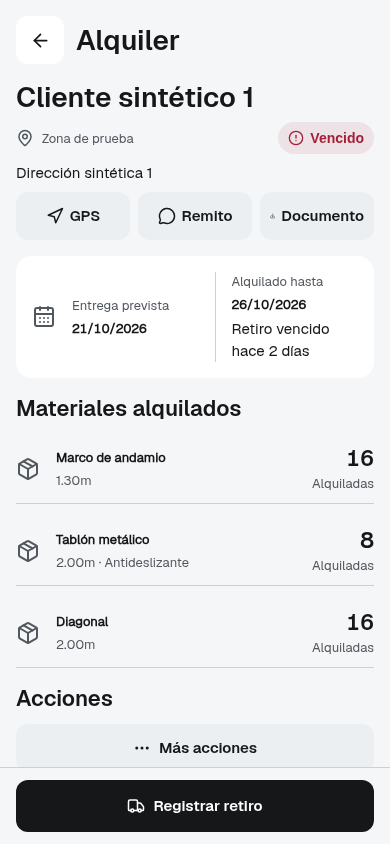 Alquiler
Cliente sintético 1
Zona de prueba
Vencido
Dirección sintética 1
GPS
Remito
Documento
Entrega prevista
21/10/2026
Alquilado hasta
26/10/2026
Retiro vencido
hace 2 días
Materiales alquilados
Marco de andamio
16
1.30m
Alquiladas
Tablón metálico
8
2.00m · Antideslizante
Alquiladas
Diagonal
16
2.00m
Alquiladas
Acciones
Más acciones
Registrar retiro